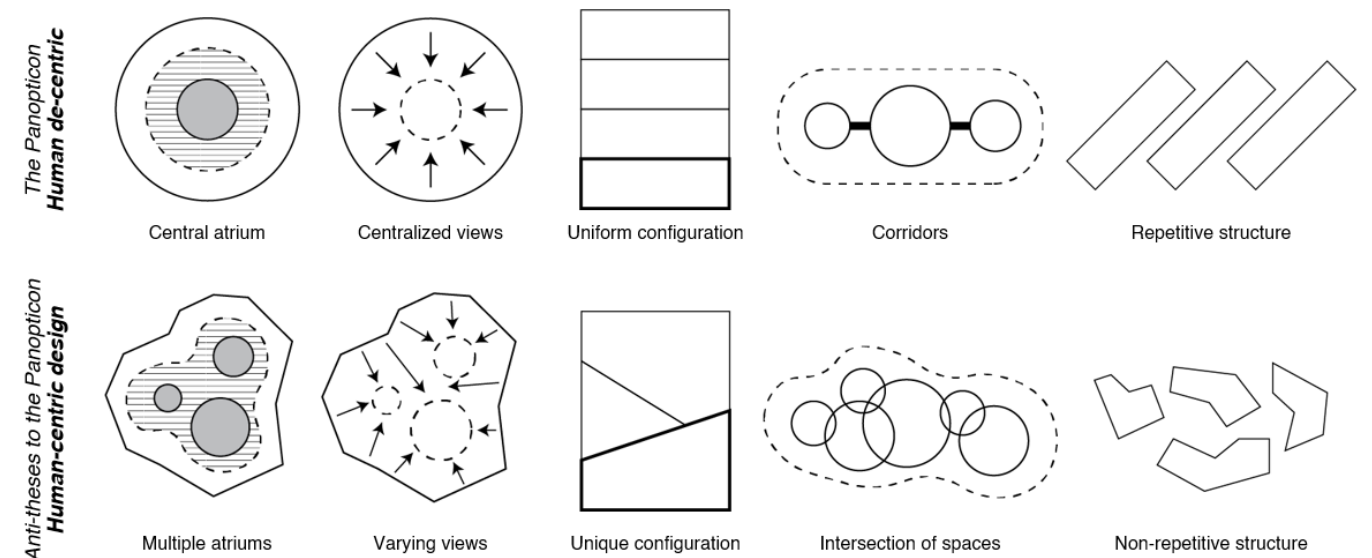 The Panopticon
Human de-centric
Central atrium
Centralized views
Uniform configuration
Corridors
Repetitive structure
Anti-theses to the Panopticon
Human-centric design
Multiple atriums
Varying views
Unique configuration
Intersection of spaces
Non-repetitive structure